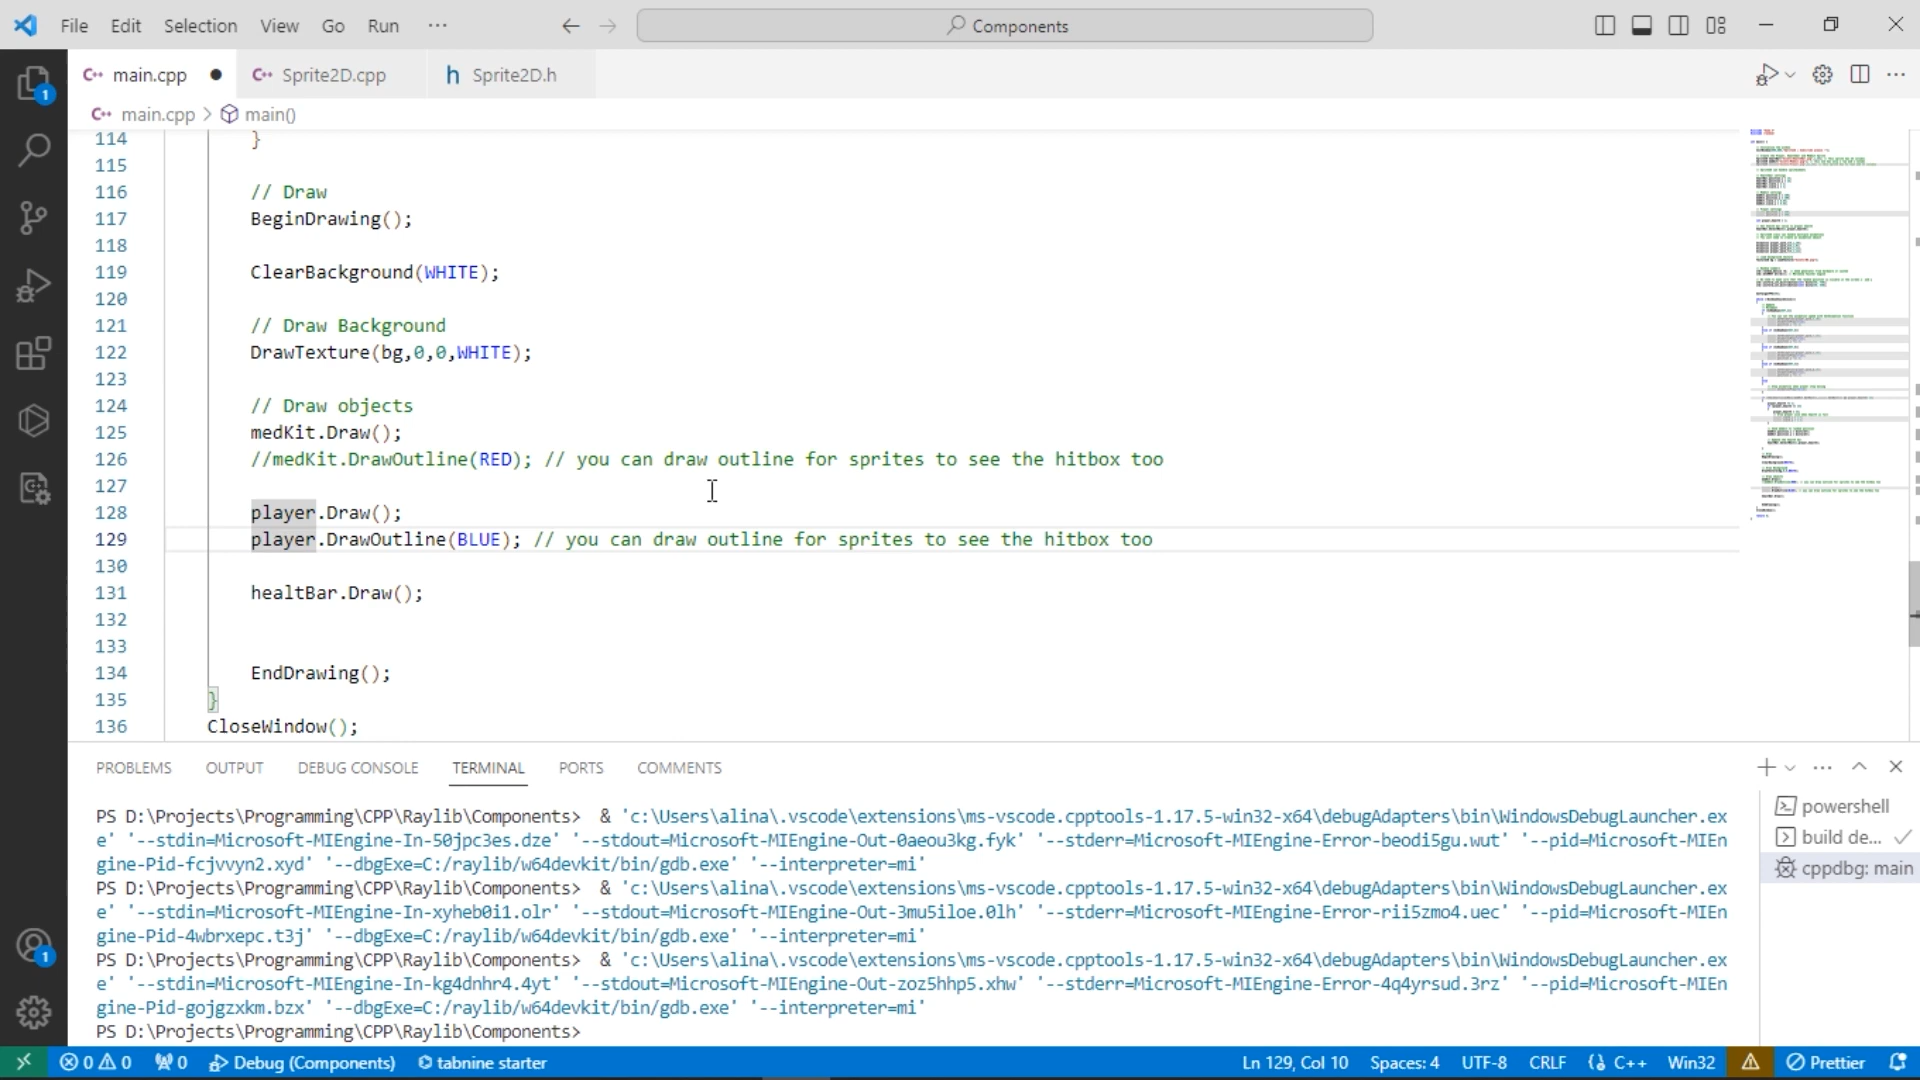 File Edit Selection View Go Run ··· Components
main.cpp Sprite2D.cpp h Sprite2D.h
main.cpp > main()
114 }
115
116 // Draw
117 BeginDrawing();
118
119 ClearBackground(WHITE);
120
121 // Draw Background
122 DrawTexture(bg,0,0,WHITE);
123
124 // Draw objects
125 medKit.Draw();
126 //medKit.DrawOutline(RED); // you can draw outline for sprites to see the hitbox too
127
128 player.Draw();
129 player.DrawOutline(BLUE); // you can draw outline for sprites to see the hitbox too
130
131 healtBar.Draw();
132
133
134 EndDrawing();
135 }
136 CloseWindow();
PROBLEMS OUTPUT DEBUG CONSOLE TERMINAL PORTS COMMENTS
PS D:\Projects\Programming\CPP\Raylib\Components> & 'c:\Users\alina\.vscode\extensions\ms-vscode.cpptools-1.17.5-win32-x64\debugAdapters\bin\WindowsDebugLauncher.ex
e' '--stdin=Microsoft-MIEngine-In-50jpc3es.dze' '--stdout=Microsoft-MIEngine-Out-0aeou3kg.fyk' '--stderr=Microsoft-MIEngine-Error-beodi5gu.wut' '--pid=Microsoft-MIEn
gine-Pid-fcjvvyn2.xyd' '--dbgExe=C:/raylib/w64devkit/bin/gdb.exe' '--interpreter=mi'
PS D:\Projects\Programming\CPP\Raylib\Components> & 'c:\Users\alina\.vscode\extensions\ms-vscode.cpptools-1.17.5-win32-x64\debugAdapters\bin\WindowsDebugLauncher.ex
e' '--stdin=Microsoft-MIEngine-In-xyheb0i1.olr' '--stdout=Microsoft-MIEngine-Out-3mu5iloe.0lh' '--stderr=Microsoft-MIEngine-Error-rii5zmo4.uec' '--pid=Microsoft-MIEn
gine-Pid-4wbrxepc.t3j' '--dbgExe=C:/raylib/w64devkit/bin/gdb.exe' '--interpreter=mi'
PS D:\Projects\Programming\CPP\Raylib\Components> & 'c:\Users\alina\.vscode\extensions\ms-vscode.cpptools-1.17.5-win32-x64\debugAdapters\bin\WindowsDebugLauncher.ex
e' '--stdin=Microsoft-MIEngine-In-kg4dnhr4.4yt' '--stdout=Microsoft-MIEngine-Out-zoz5hhp5.xhw' '--stderr=Microsoft-MIEngine-Error-4q4yrsud.3rz' '--pid=Microsoft-MIEn
gine-Pid-gojgzxkm.bzx' '--dbgExe=C:/raylib/w64devkit/bin/gdb.exe' '--interpreter=mi'
PS D:\Projects\Programming\CPP\Raylib\Components>
powershell
build de...
cppdbg: main
1
1
0 0 0 Debug (Components) tabnine starter Ln 129, Col 10 Spaces: 4 UTF-8 CRLF C++ Win32 Prettier